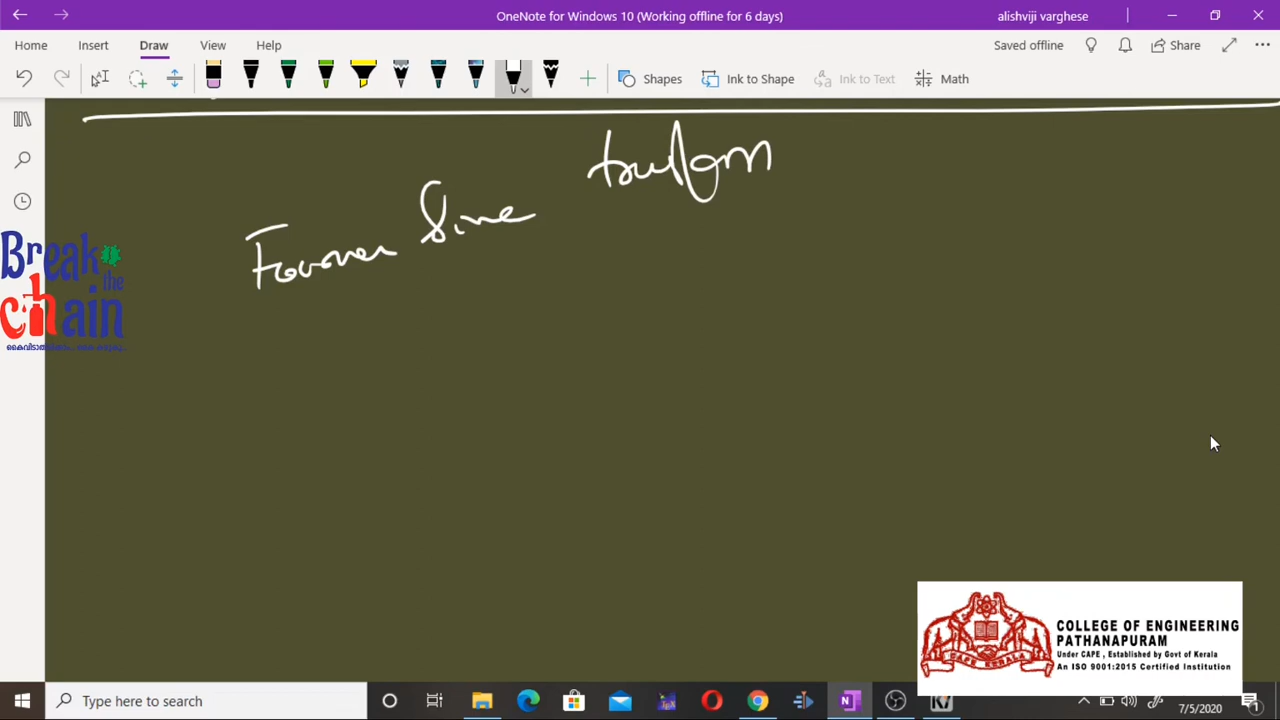 OneNote for Windows 10 (Working offline for 6 days)
alishviji varghese
Home Insert Draw View Help
Saved offline
Share
Shapes
Ink to Shape
Ink to Text
Math
Fourier Sine transform
Break
the
chain
COLLEGE OF ENGINEERING
PATHANAPURAM
Under CAPE , Established by Govt of Kerala
An ISO 9001:2015 Certified Institution
CAPE KERALA
Type here to search
7/5/2020